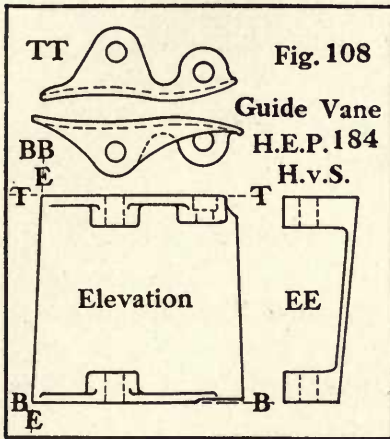 TT
Fig. 108
Guide Vane
H.E.P. 184
H.v.S.
BB
E
T T
Elevation
EE
B B
E